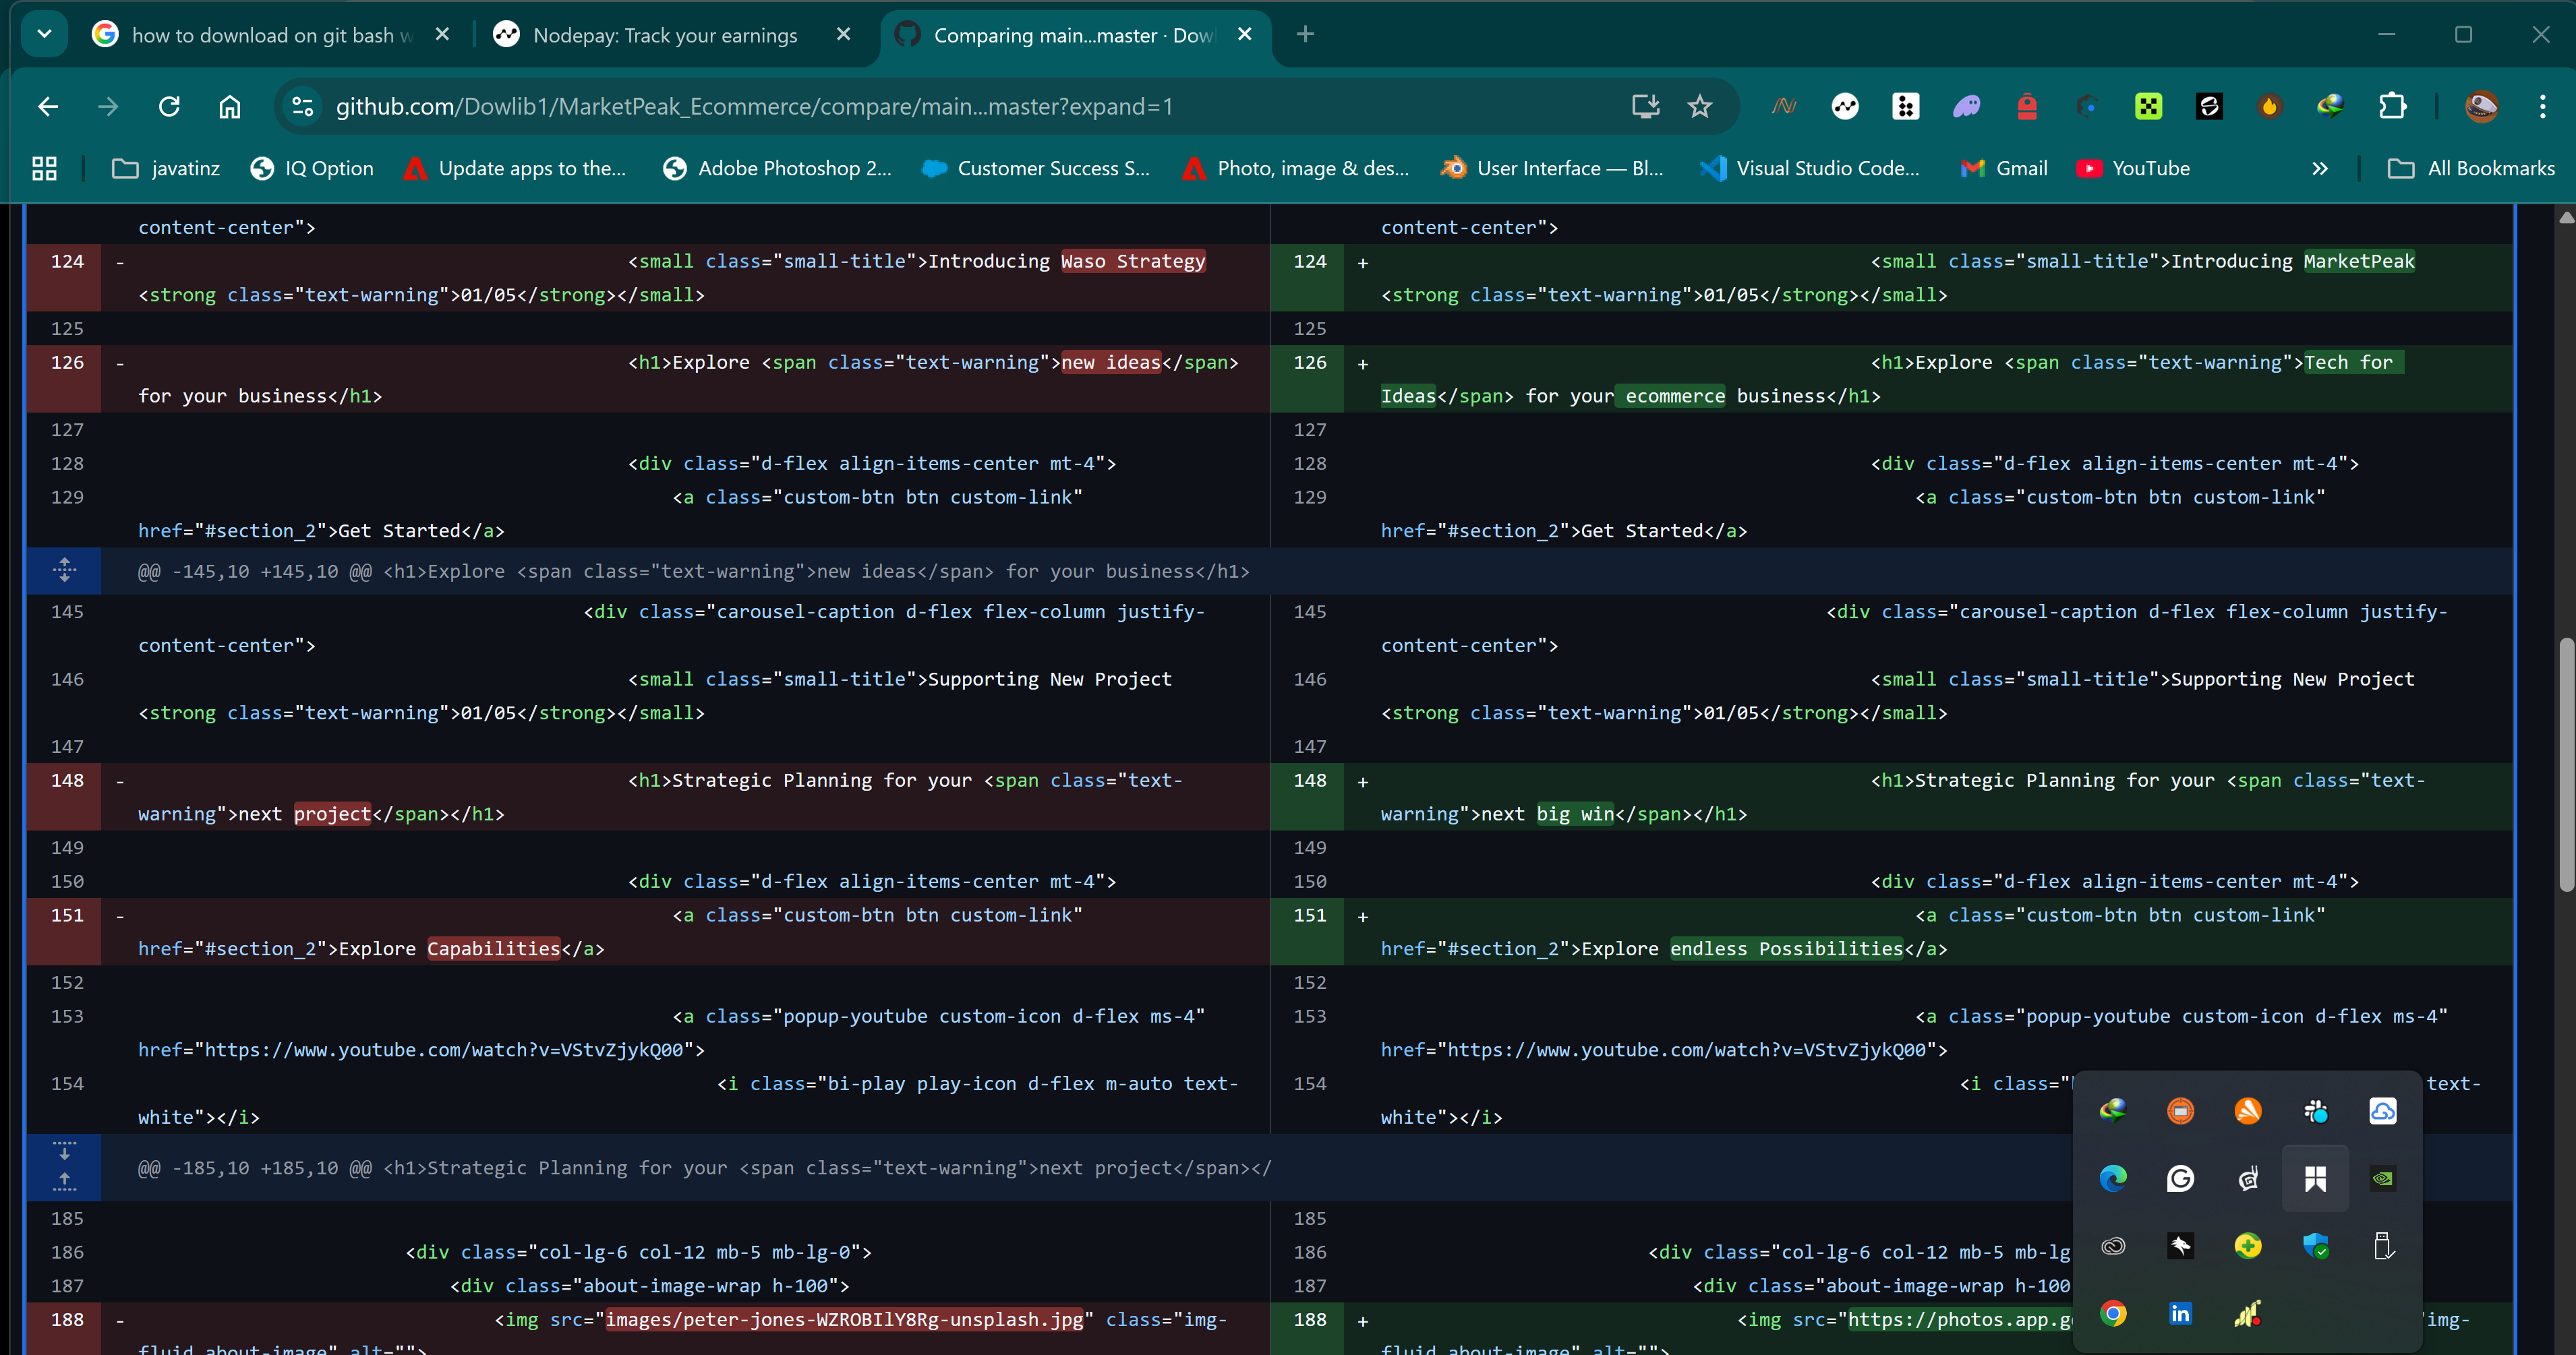 how to download on git bash w
Nodepay: Track your earnings
Comparing main...master · Dowl
github.com/Dowlib1/MarketPeak_Ecommerce/compare/main...master?expand=1
javatinz
IQ Option
Update apps to the...
Adobe Photoshop 2...
Customer Success S...
Photo, image & des...
User Interface — Bl...
Visual Studio Code...
Gmail
YouTube
All Bookmarks
content-center">
124 - <small class="small-title">Introducing Waso Strategy
<strong class="text-warning">01/05</strong></small>
125
126 - <h1>Explore <span class="text-warning">new ideas</span>
for your business</h1>
127
128 <div class="d-flex align-items-center mt-4">
129 <a class="custom-btn btn custom-link"
href="#section_2">Get Started</a>
@@ -145,10 +145,10 @@ <h1>Explore <span class="text-warning">new ideas</span> for your business</h1>
145 <div class="carousel-caption d-flex flex-column justify-
content-center">
146 <small class="small-title">Supporting New Project
<strong class="text-warning">01/05</strong></small>
147
148 - <h1>Strategic Planning for your <span class="text-
warning">next project</span></h1>
149
150 <div class="d-flex align-items-center mt-4">
151 - <a class="custom-btn btn custom-link"
href="#section_2">Explore Capabilities</a>
152
153 <a class="popup-youtube custom-icon d-flex ms-4"
href="https://www.youtube.com/watch?v=VStvZjykQ00">
154 <i class="bi-play play-icon d-flex m-auto text-
white"></i>
@@ -185,10 +185,10 @@ <h1>Strategic Planning for your <span class="text-warning">next project</span></
185
186 <div class="col-lg-6 col-12 mb-5 mb-lg-0">
187 <div class="about-image-wrap h-100">
188 - <img src="images/peter-jones-WZROBIlY8Rg-unsplash.jpg" class="img-
fluid about-image" alt="">
content-center">
124 + <small class="small-title">Introducing MarketPeak
<strong class="text-warning">01/05</strong></small>
125
126 + <h1>Explore <span class="text-warning">Tech for
Ideas</span> for your ecommerce business</h1>
127
128 <div class="d-flex align-items-center mt-4">
129 <a class="custom-btn btn custom-link"
href="#section_2">Get Started</a>
145 <div class="carousel-caption d-flex flex-column justify-
content-center">
146 <small class="small-title">Supporting New Project
<strong class="text-warning">01/05</strong></small>
147
148 + <h1>Strategic Planning for your <span class="text-
warning">next big win</span></h1>
149
150 <div class="d-flex align-items-center mt-4">
151 + <a class="custom-btn btn custom-link"
href="#section_2">Explore endless Possibilities</a>
152
153 <a class="popup-youtube custom-icon d-flex ms-4"
href="https://www.youtube.com/watch?v=VStvZjykQ00">
154 <i class=" text-
white"></i>
185
186 <div class="col-lg-6 col-12 mb-5 mb-lg
187 <div class="about-image-wrap h-100
188 + <img src="https://photos.app.g "img-
fluid about-image" alt="">